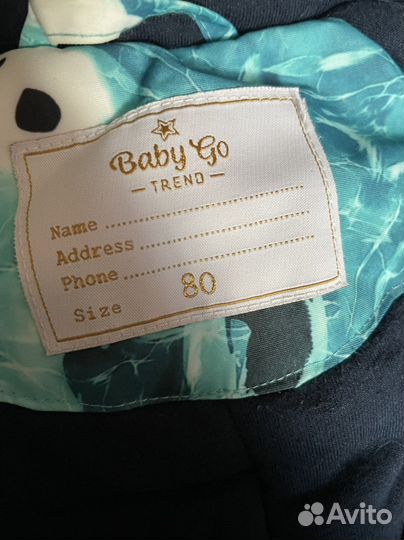 Baby Go
— TREND —
Name ..............................
Address .........................
Phone ............................
Size 80
Avito